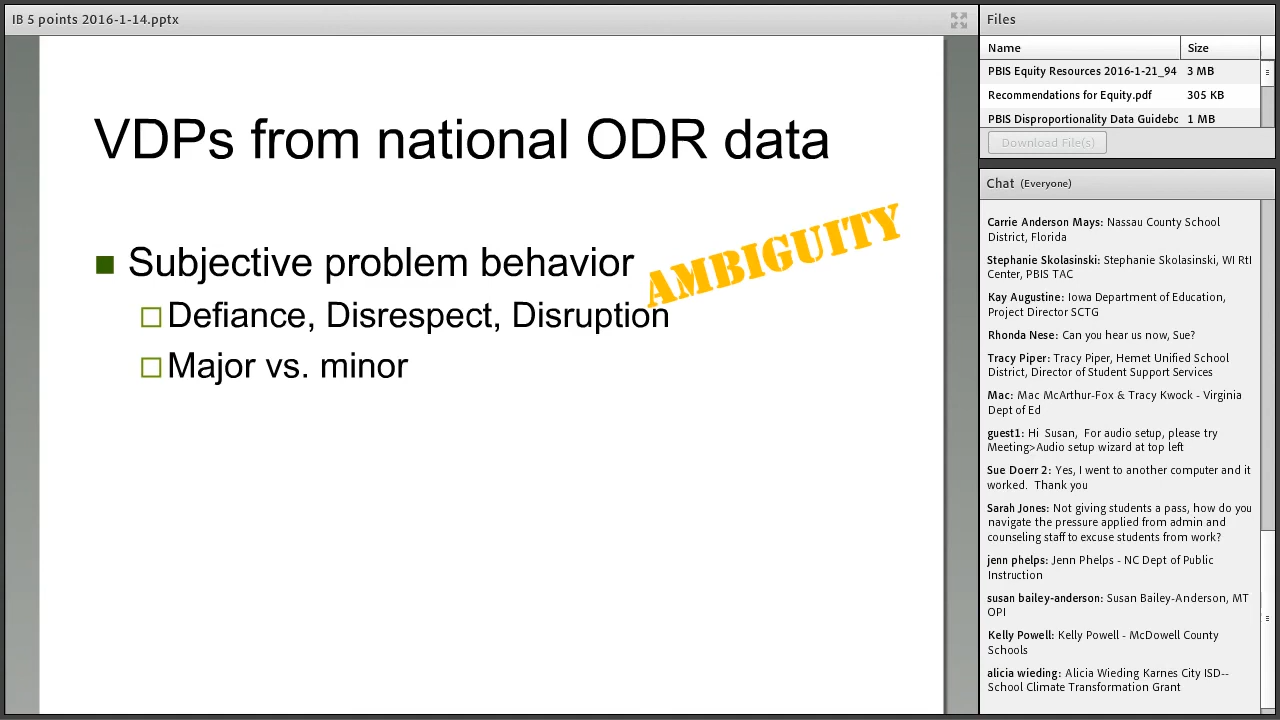 IB 5 points 2016-1-14.pptx
VDPs from national ODR data
AMBIGUITY
Subjective problem behavior
Defiance, Disrespect, Disruption
Major vs. minor
Files
Name Size
PBIS Equity Resources 2016-1-21_94 3 MB
Recommendations for Equity.pdf 305 KB
PBIS Disproportionality Data Guidebc 1 MB
Download File(s)
Chat (Everyone)
Carrie Anderson Mays: Nassau County School
District, Florida
Stephanie Skolasinski: Stephanie Skolasinski, WI RtI
Center, PBIS TAC
Kay Augustine: Iowa Department of Education,
Project Director SCTG
Rhonda Nese: Can you hear us now, Sue?
Tracy Piper: Tracy Piper, Hemet Unified School
District, Director of Student Support Services
Mac: Mac McArthur-Fox & Tracy Kwock - Virginia
Dept of Ed
guest1: Hi Susan, For audio setup, please try
Meeting>Audio setup wizard at top left
Sue Doerr 2: Yes, I went to another computer and it
worked. Thank you
Sarah Jones: Not giving students a pass, how do you
navigate the pressure applied from admin and
counseling staff to excuse students from work?
jenn phelps: Jenn Phelps - NC Dept of Public
Instruction
susan bailey-anderson: Susan Bailey-Anderson, MT
OPI
Kelly Powell: Kelly Powell - McDowell County
Schools
alicia wieding: Alicia Wieding Karnes City ISD--
School Climate Transformation Grant